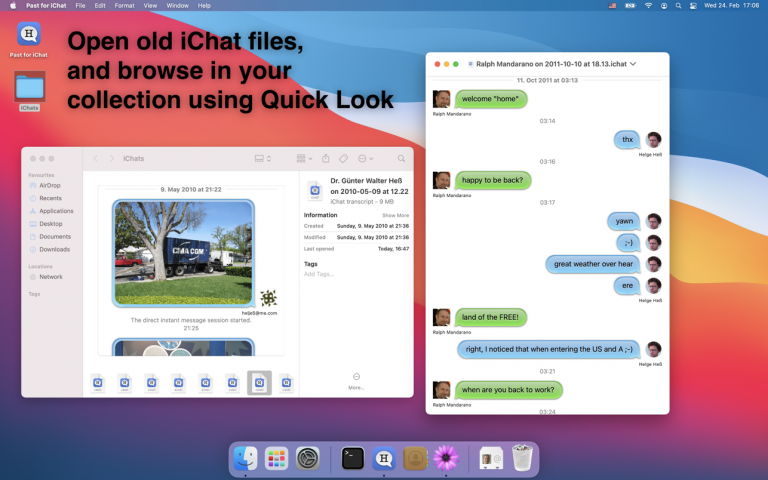 Past for iChat File Edit Format View Window Help
Wed 24. Feb 17:06
Past for iChat
iChats
Open old iChat files,
and browse in your
collection using Quick Look
iChats
Favourites
AirDrop
Recents
Applications
Desktop
Documents
Downloads
Locations
Network
Tags
9. May 2010 at 21:22
CMA CGM
helje5@me.com
The direct instant message session started.
21:25
Dr. Günter Walter Heß
on 2010-05-09 at 12.22
iChat transcript - 9 MB
Information Show More
Created Sunday, 9. May 2010 at 21:36
Modified Sunday, 9. May 2010 at 21:36
Last opened Today, 16:47
Tags
Add Tags...
More...
Ralph Mandarano on 2011-10-10 at 18.13.ichat
11. Oct 2011 at 03:13
welcome "home"
Ralph Mandarano
03:14
thx
Helge Heß
03:16
happy to be back?
Ralph Mandarano
03:17
yawn
;-)
great weather over hear
ere
Helge Heß
land of the FREE!
Ralph Mandarano
right, I noticed that when entering the US and A ;-)
Helge Heß
03:21
when are you back to work?
Ralph Mandarano
03:24